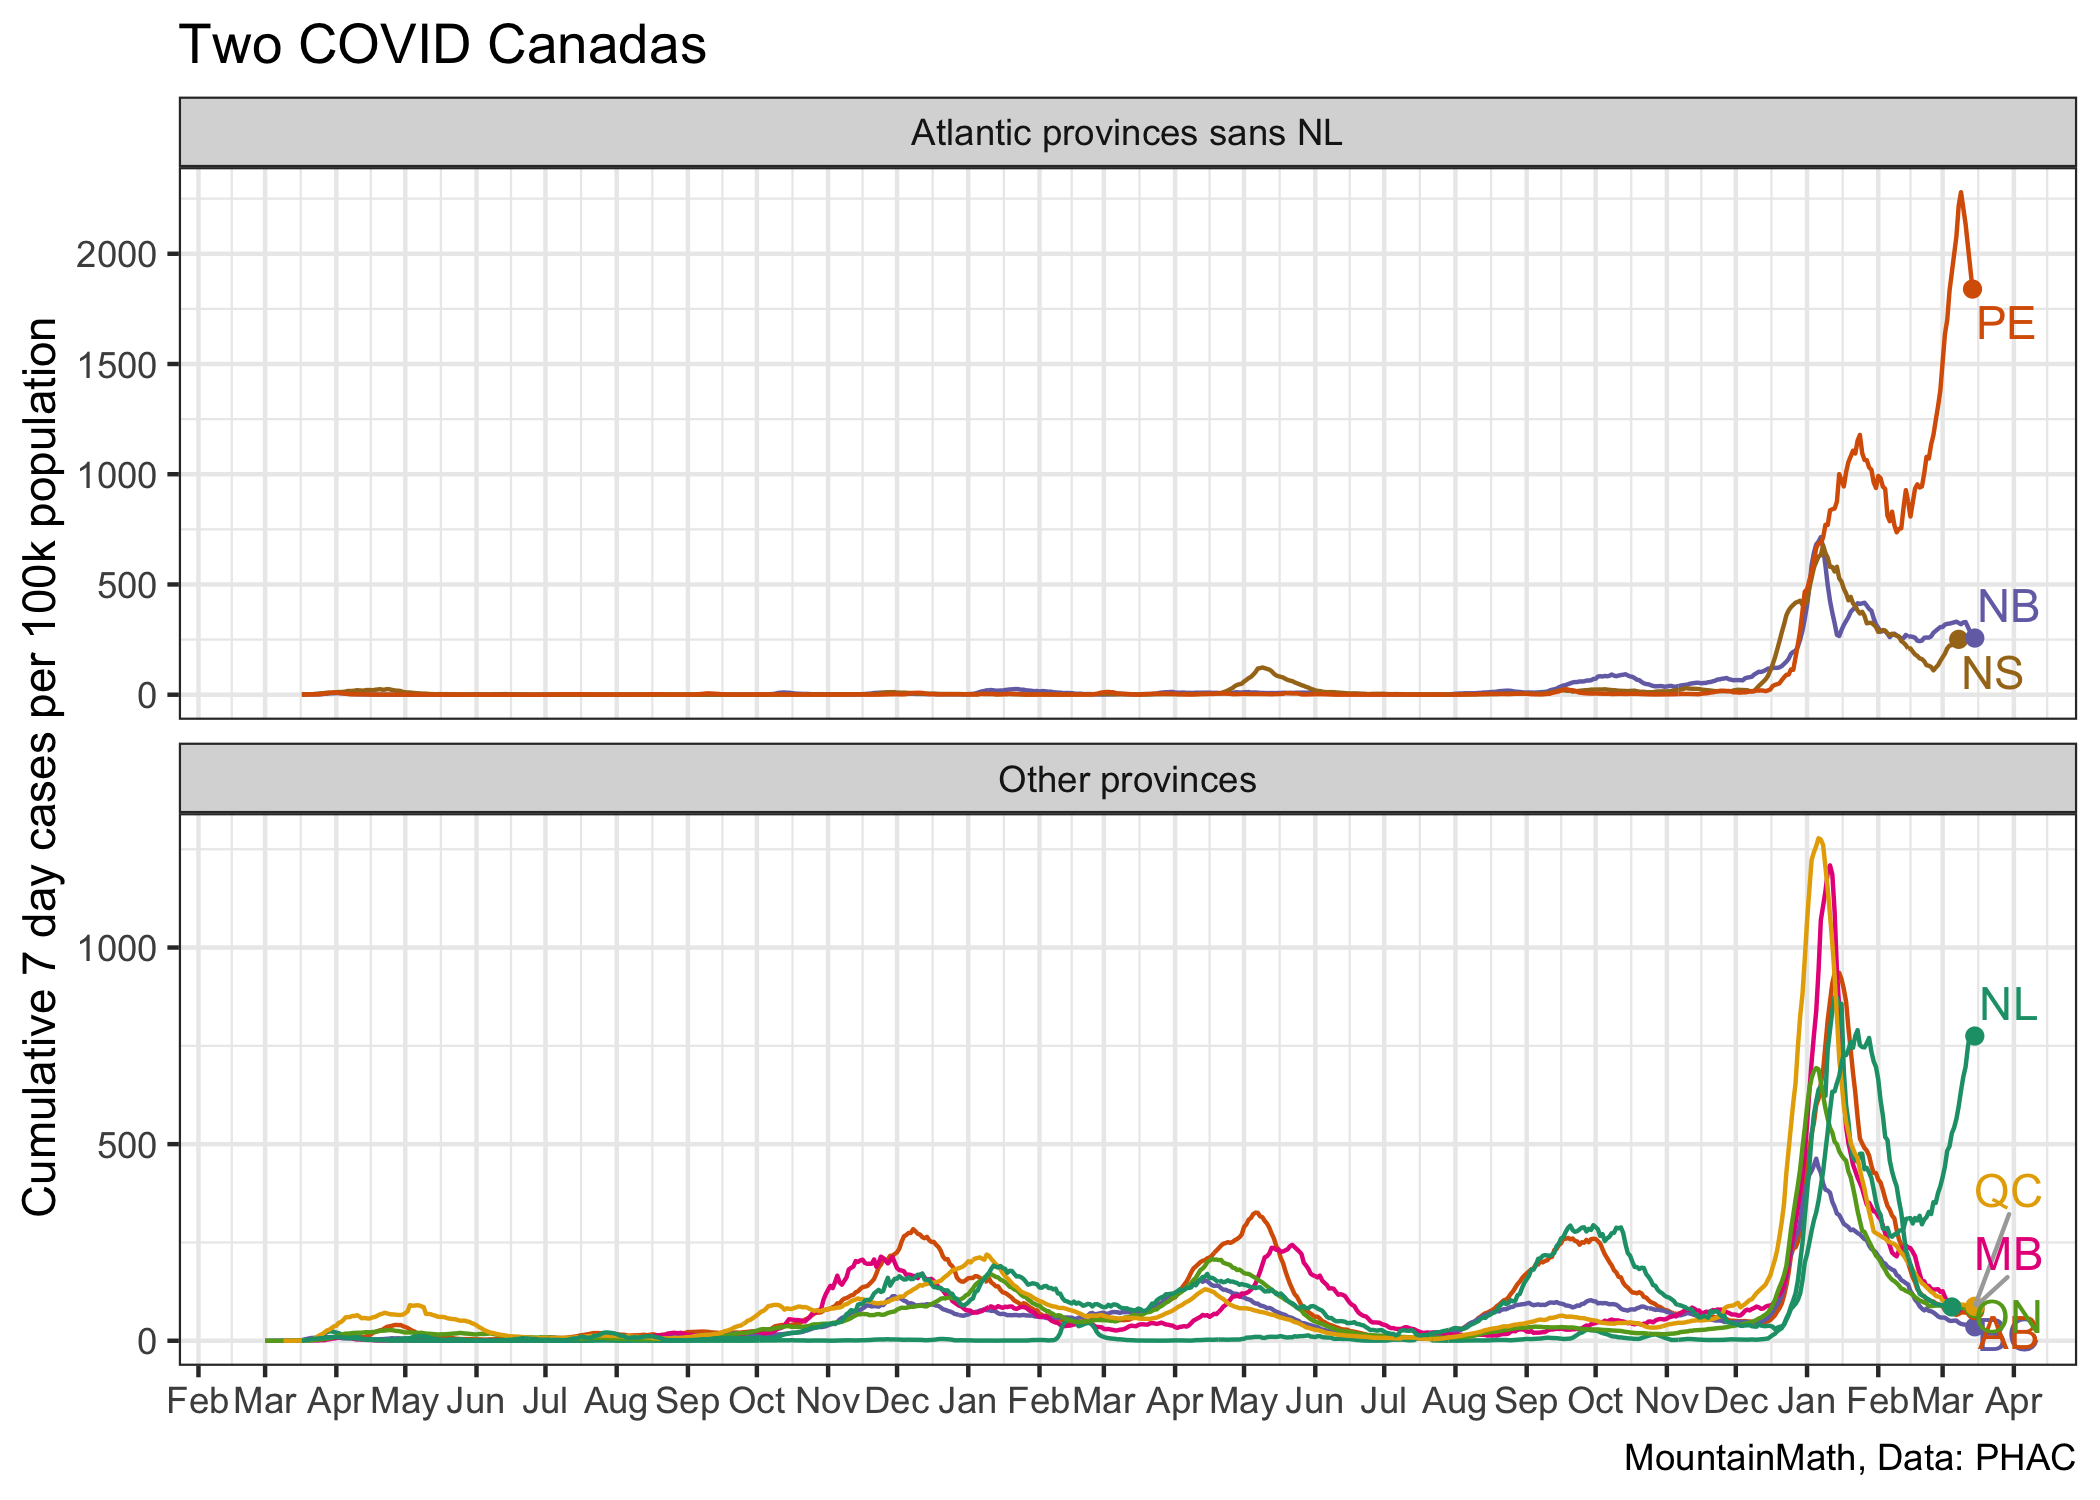 Two COVID Canadas
Atlantic provinces sans NL
Cumulative 7 day cases per 100k population
2000
1500
1000
500
0
PE
NB
NS
Other provinces
1000
500
0
NL
QC
MB
ON
AB
Feb Mar Apr May Jun Jul Aug Sep Oct Nov Dec Jan Feb Mar Apr May Jun Jul Aug Sep Oct Nov Dec Jan Feb Mar Apr
MountainMath, Data: PHAC